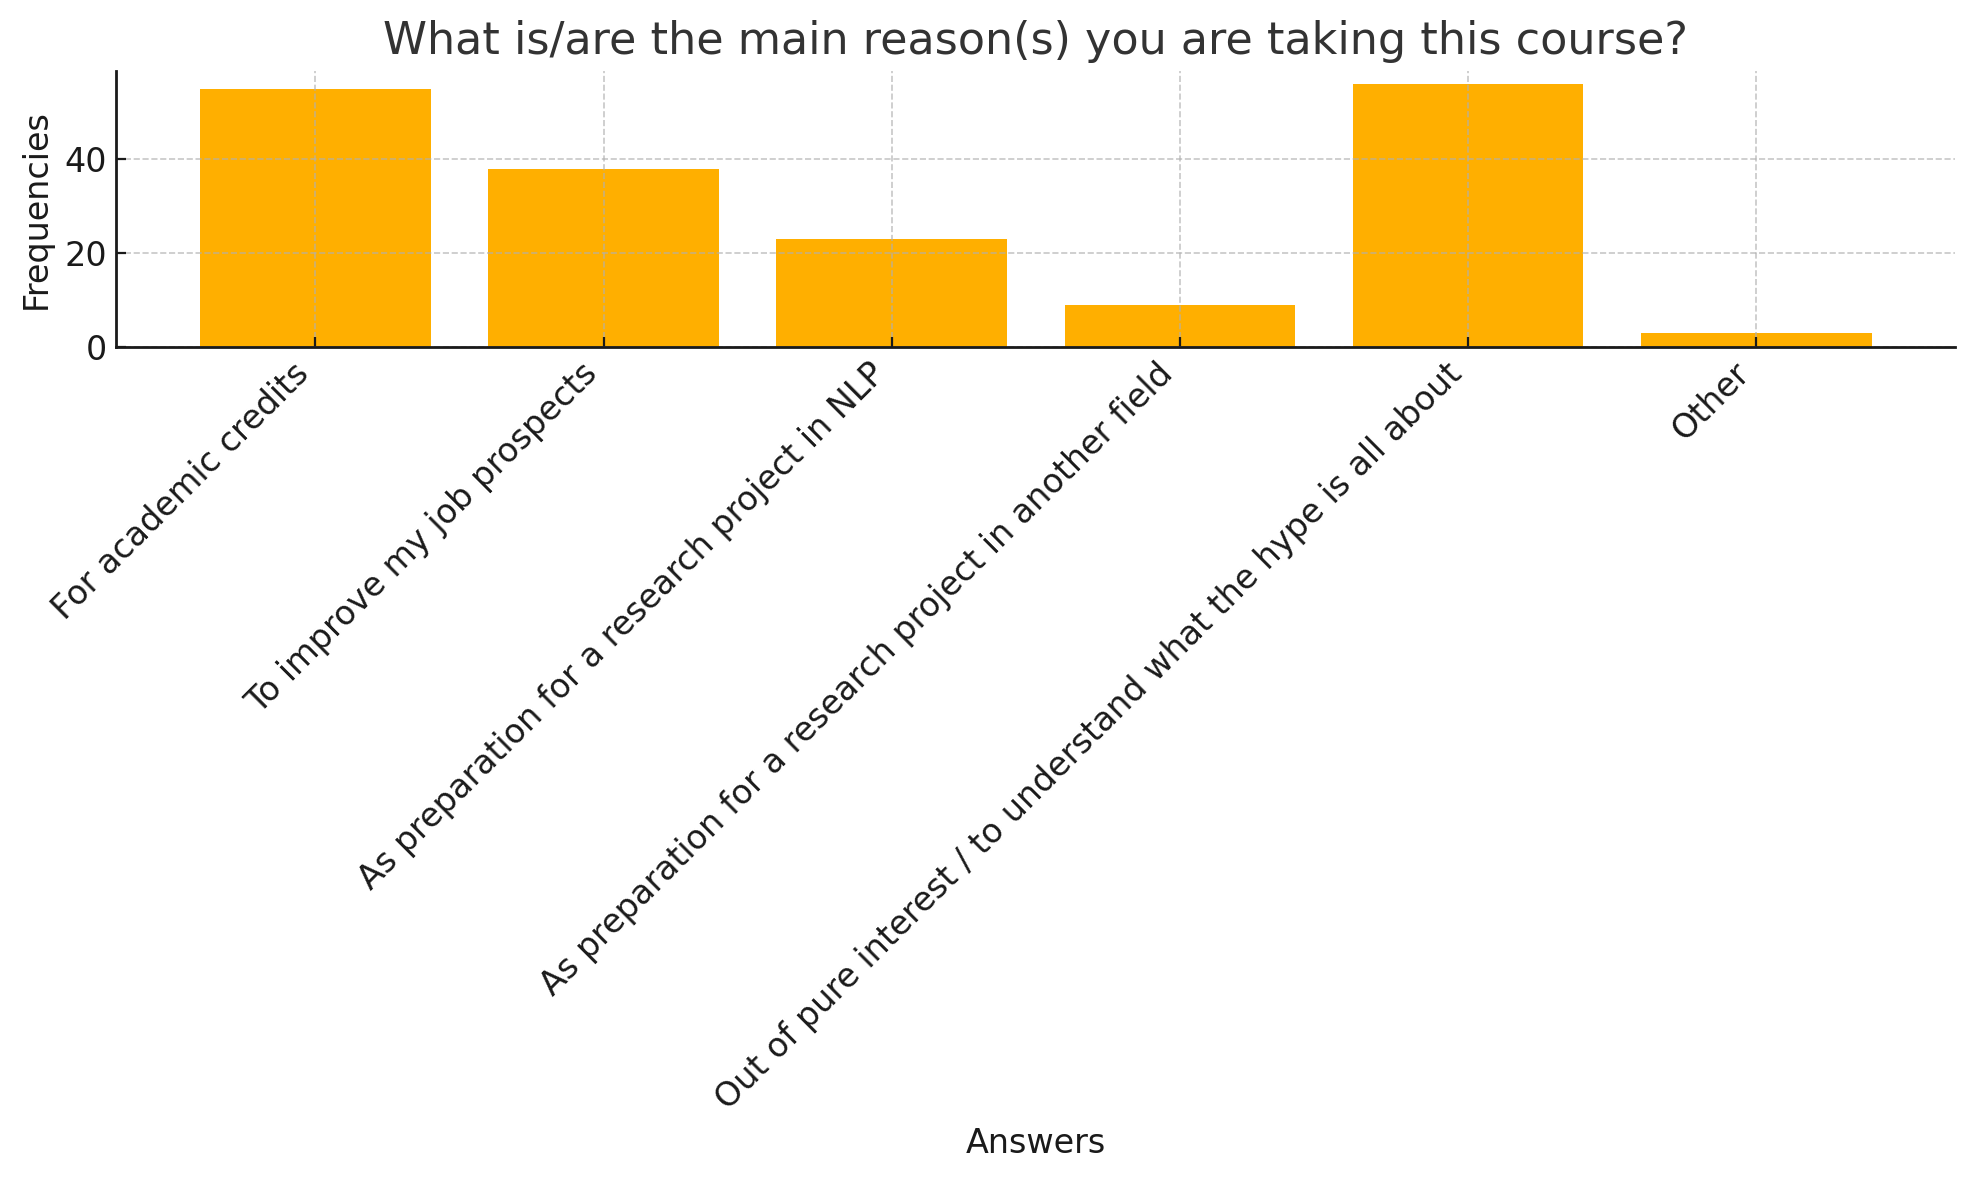 What is/are the main reason(s) you are taking this course?
Frequencies
40
20
0
For academic credits
To improve my job prospects
As preparation for a research project in NLP
As preparation for a research project in another field
Out of pure interest / to understand what the hype is all about
Other
Answers